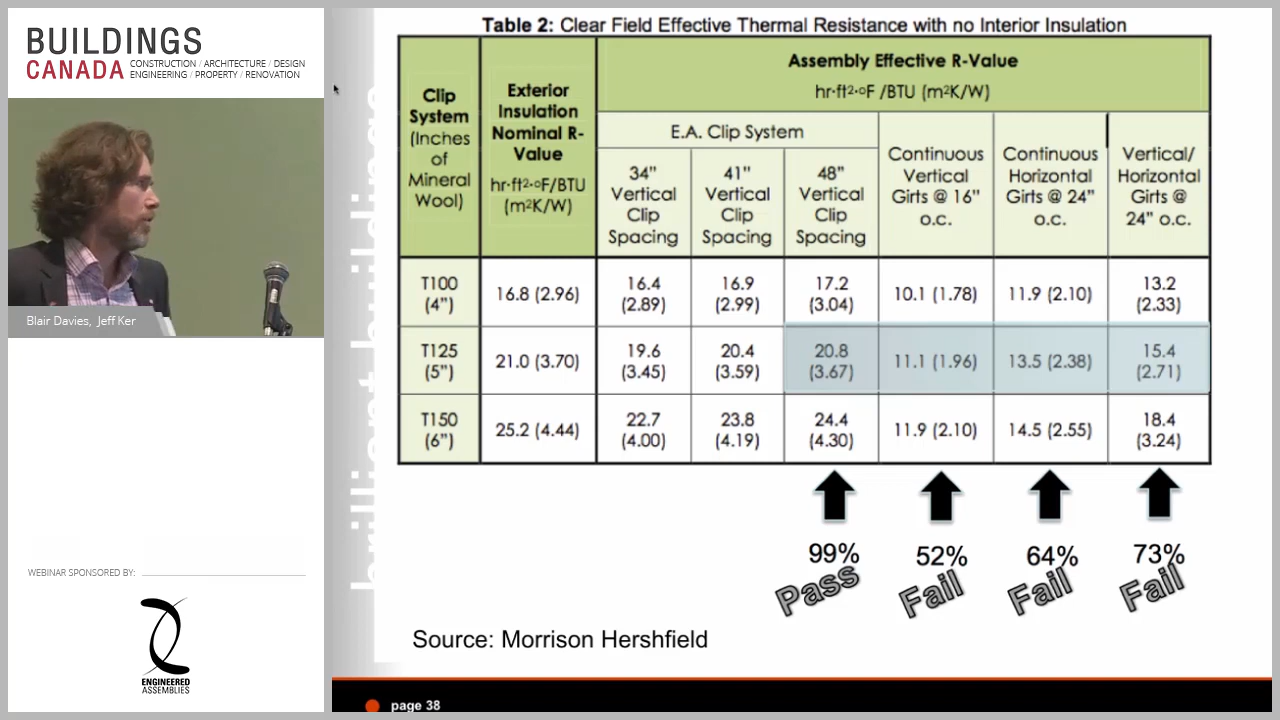 BUILDINGS
CANADA CONSTRUCTION / ARCHITECTURE / DESIGN
ENGINEERING / PROPERTY / RENOVATION
Blair Davies, Jeff Ker
WEBINAR SPONSORED BY:
ENGINEERED
ASSEMBLIES
Table 2: Clear Field Effective Thermal Resistance with no Interior Insulation
Clip
System
(Inches
of
Mineral
Wool)
Exterior
Insulation
Nominal R-
Value
hr·ft2·oF/BTU
(m2K/W)
Assembly Effective R-Value
hr·ft2·oF /BTU (m2K/W)
E.A. Clip System
34”
Vertical
Clip
Spacing
41”
Vertical
Clip
Spacing
48”
Vertical
Clip
Spacing
Continuous
Vertical
Girts @ 16”
o.c.
Continuous
Horizontal
Girts @ 24”
o.c.
Vertical/
Horizontal
Girts @
24” o.c.
T100
(4”)
16.8 (2.96)
16.4
(2.89)
16.9
(2.99)
17.2
(3.04)
10.1 (1.78)
11.9 (2.10)
13.2
(2.33)
T125
(5”)
21.0 (3.70)
19.6
(3.45)
20.4
(3.59)
20.8
(3.67)
11.1 (1.96)
13.5 (2.38)
15.4
(2.71)
T150
(6”)
25.2 (4.44)
22.7
(4.00)
23.8
(4.19)
24.4
(4.30)
11.9 (2.10)
14.5 (2.55)
18.4
(3.24)
99% 52% 64% 73%
Pass Fail Fail Fail
Source: Morrison Hershfield
page 38